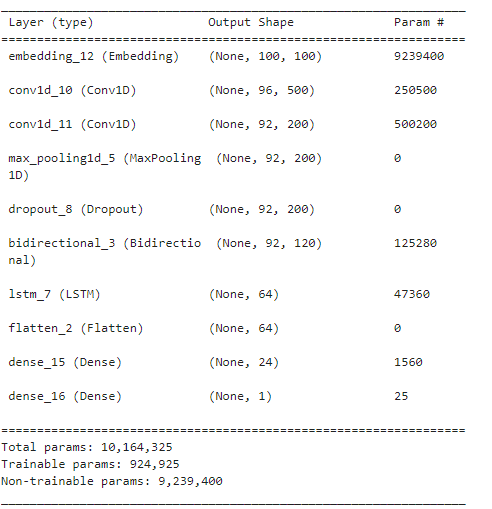 Layer (type) Output Shape Param #
embedding_12 (Embedding) (None, 100, 100) 9239400
conv1d_10 (Conv1D) (None, 96, 500) 250500
conv1d_11 (Conv1D) (None, 92, 200) 500200
max_pooling1d_5 (MaxPooling (None, 92, 200) 0
1D)
dropout_8 (Dropout) (None, 92, 200) 0
bidirectional_3 (Bidirectio (None, 92, 120) 125280
nal)
lstm_7 (LSTM) (None, 64) 47360
flatten_2 (Flatten) (None, 64) 0
dense_15 (Dense) (None, 24) 1560
dense_16 (Dense) (None, 1) 25
Total params: 10,164,325
Trainable params: 924,925
Non-trainable params: 9,239,400